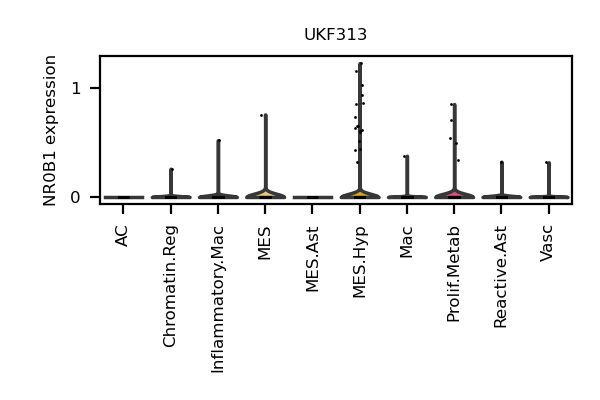 UKF313
NR0B1 expression
1
0
AC
Chromatin.Reg
Inflammatory.Mac
MES
MES.Ast
MES.Hyp
Mac
Prolif.Metab
Reactive.Ast
Vasc